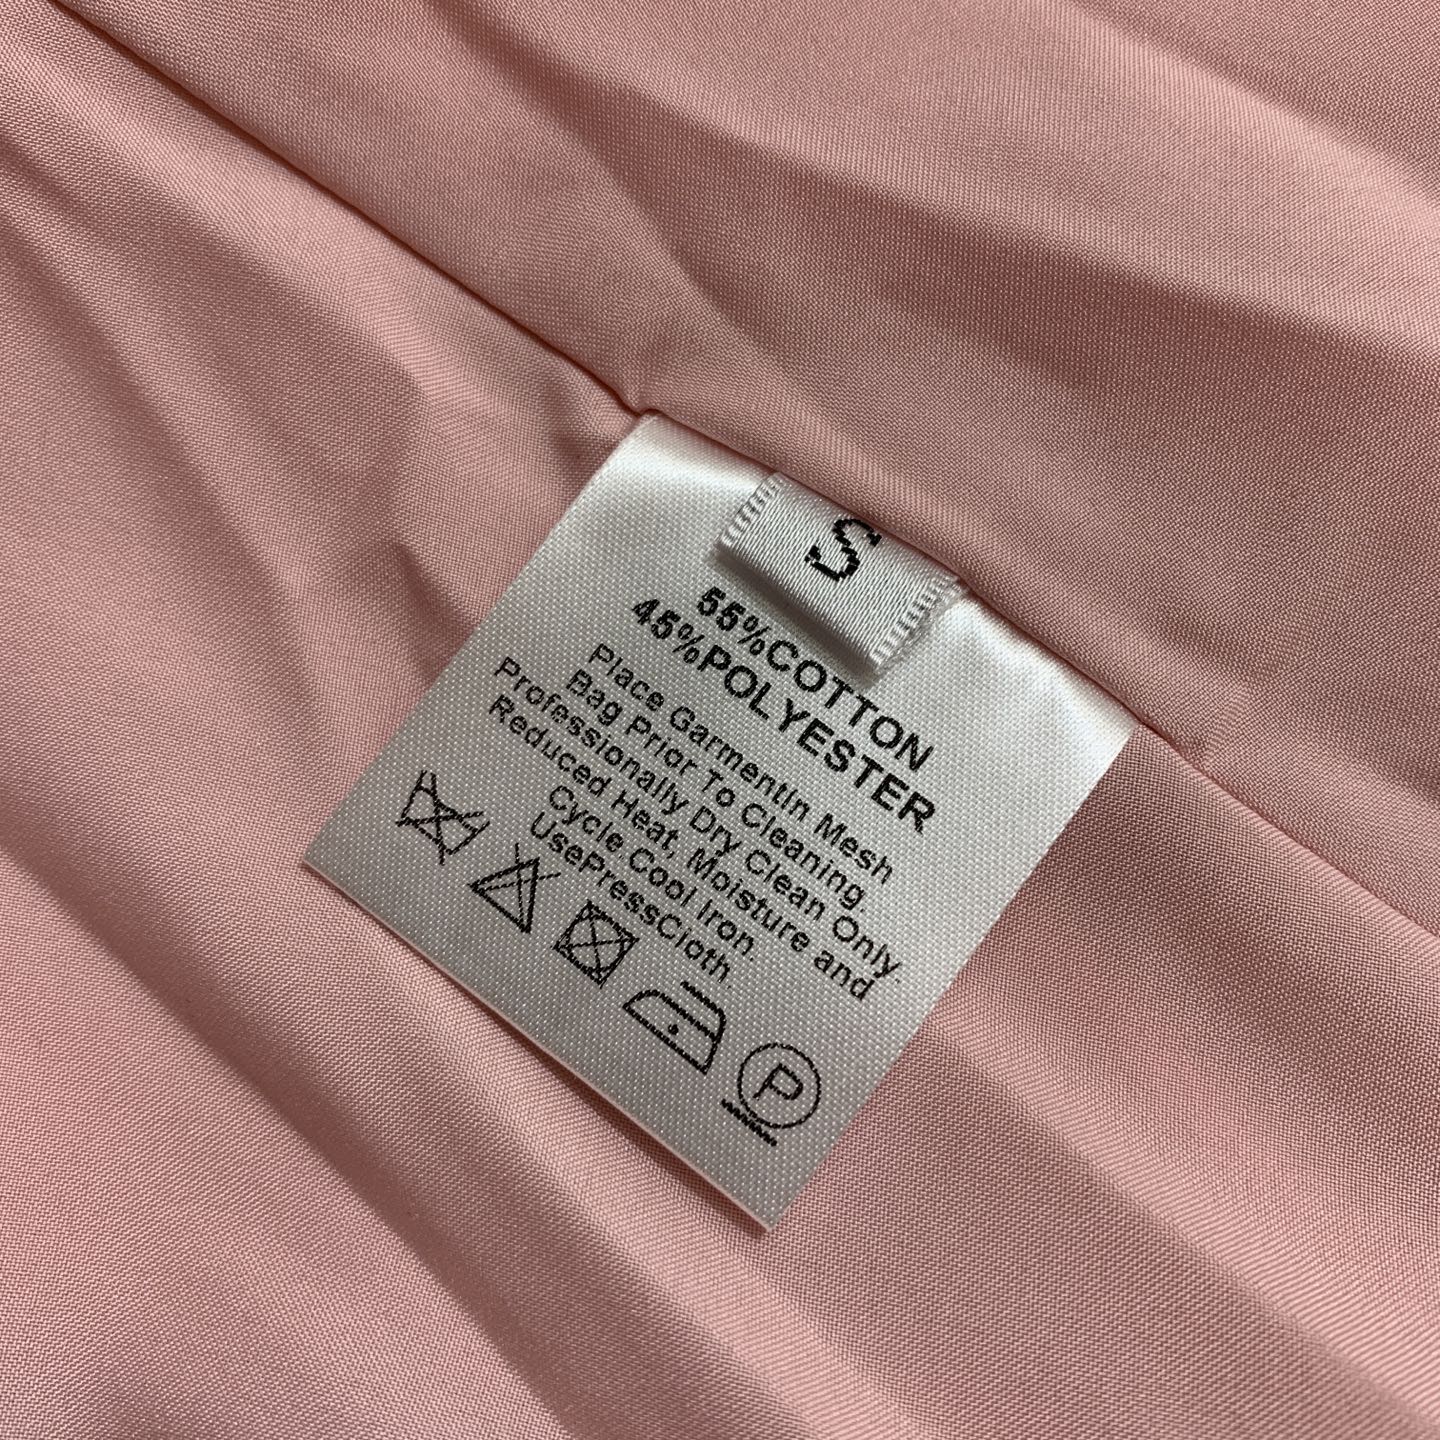 S
55%COTTON
45%POLYESTER
Place GarmentIn Mesh
Bag Prior To Cleaning.
Professionally Dry Clean Only.
Reduced Heat, Moisture and
Cycle.Cool Iron.
UsePressCloth.
P